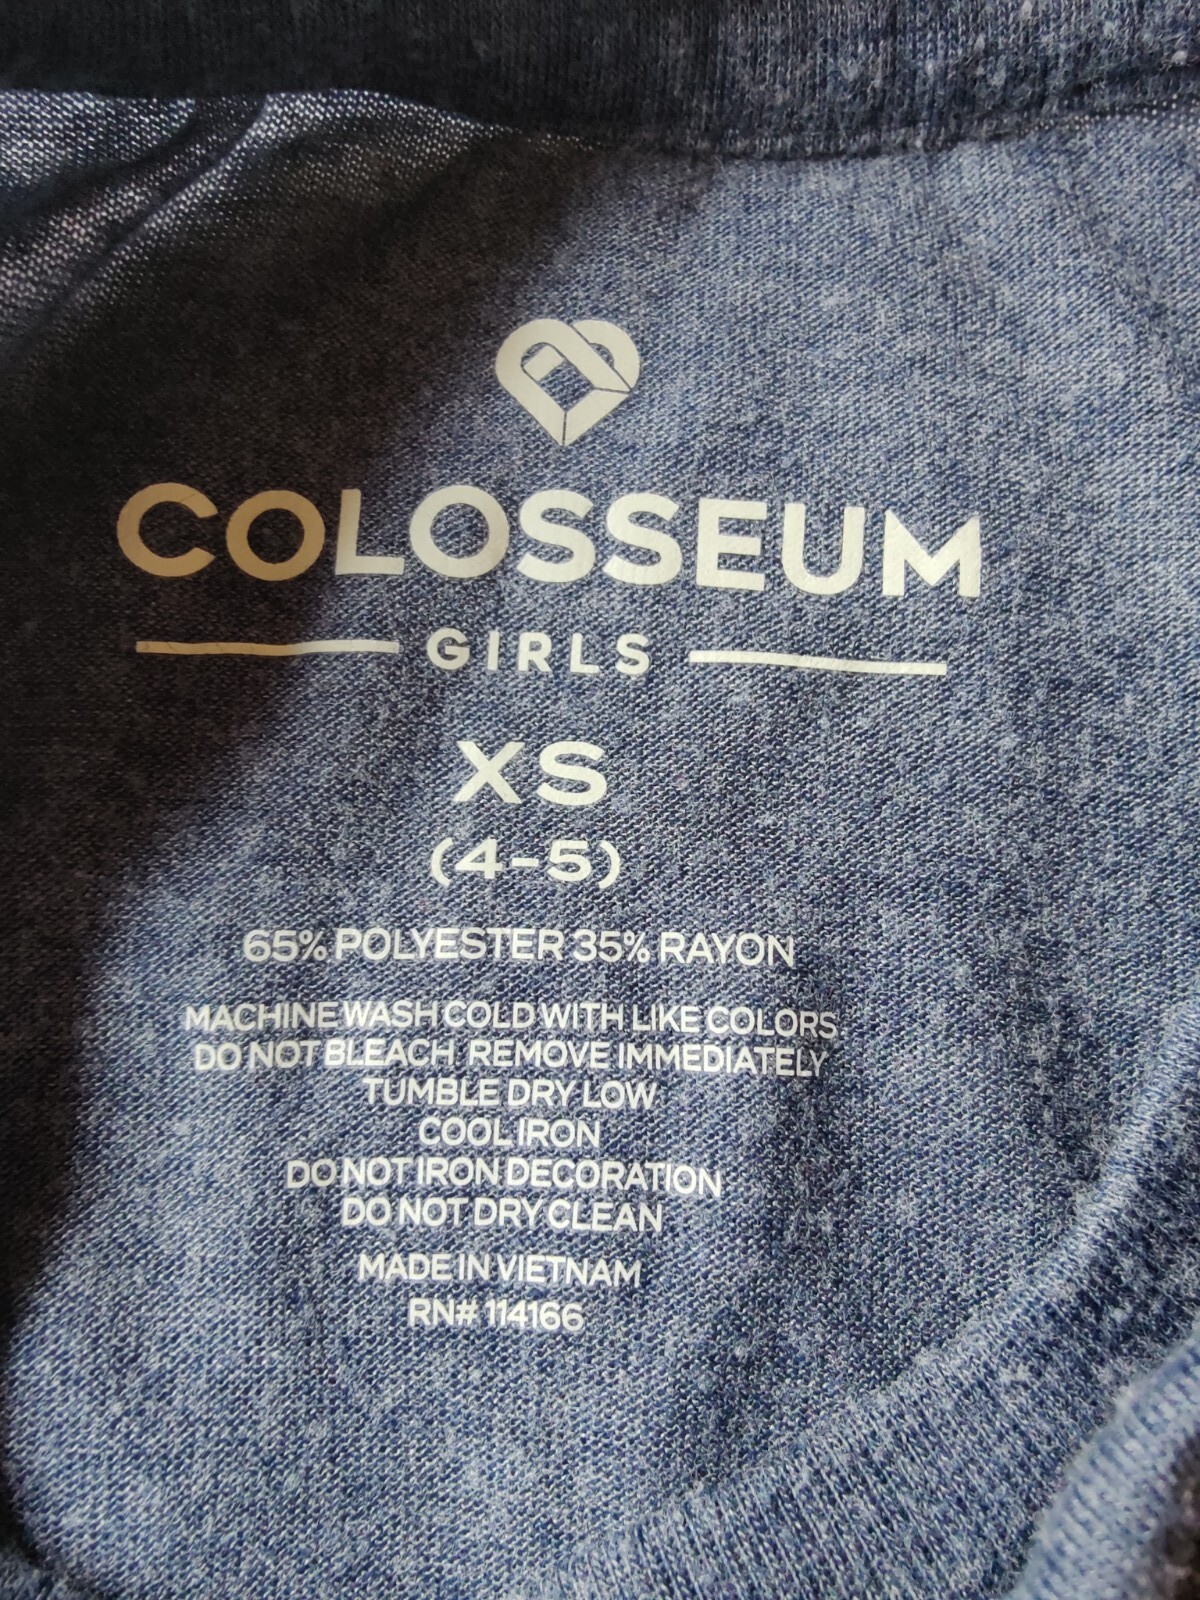 COLOSSEUM
GIRLS
XS
(4-5)
65% POLYESTER 35% RAYON
MACHINE WASH COLD WITH LIKE COLORS.
DO NOT BLEACH. REMOVE IMMEDIATELY
TUMBLE DRY LOW
COOL IRON
DO NOT IRON DECORATION
DO NOT DRY CLEAN
MADE IN VIETNAM
RN# 114166